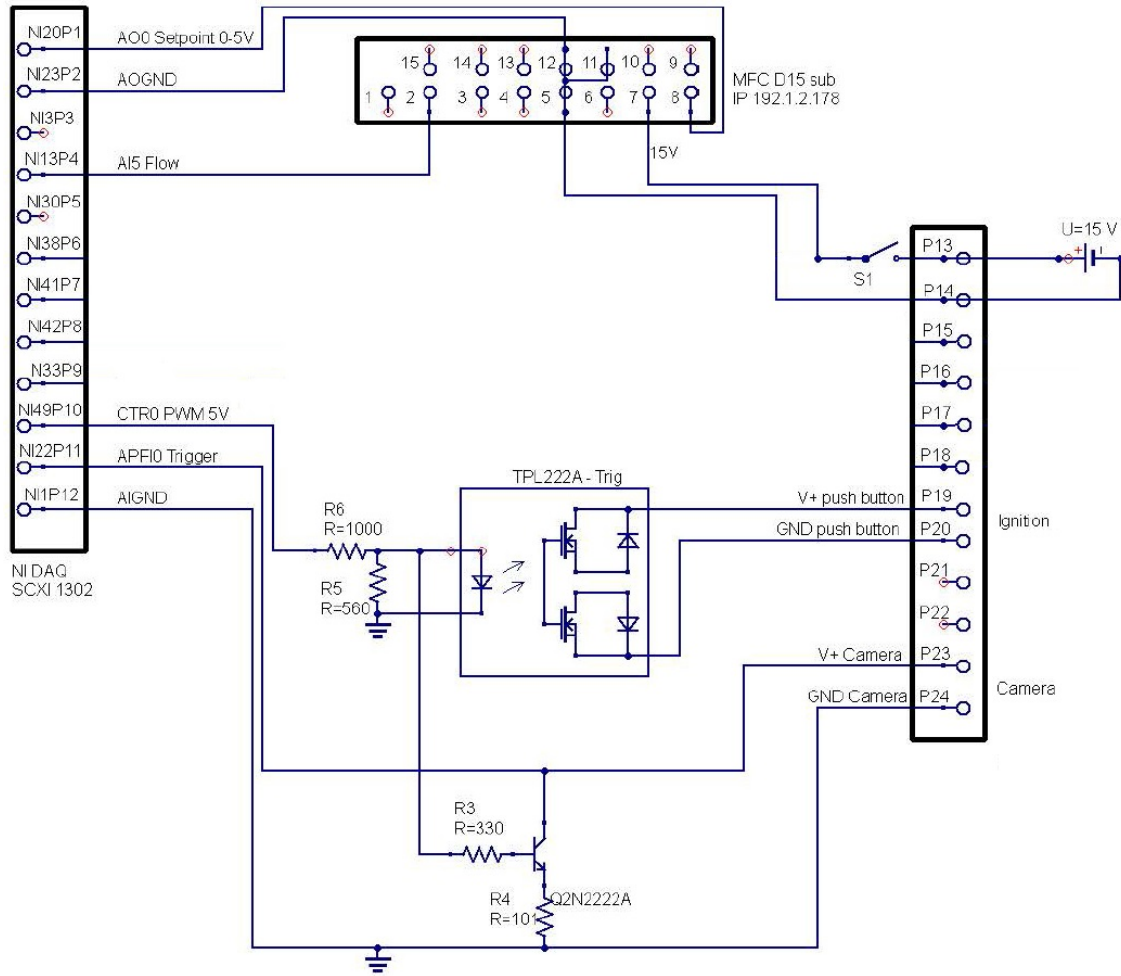 NI20P1
AO0 Setpoint 0-5V
NI23P2
AOGND
NI3P3
NI13P4
AI5 Flow
NI30P5
NI38P6
NI41P7
NI42P8
NI33P9
NI49P10
CTR0 PWM 5V
NI22P11
APFI0 Trigger
NI1P12
AIGND
NI DAQ
SCXI 1302
15 14 13 12 11 10 9
1 2 3 4 5 6 7 8
MFC D15 sub
IP 192.1.2.178
15V
S1
U=15 V
+
-
P13
P14
P15
P16
P17
P18
P19
P20
P21
P22
P23
P24
V+ push button
GND push button
Ignition
V+ Camera
GND Camera
Camera
TPL222A - Trig
R6
R=1000
R5
R=560
R3
R=330
R4
R=101
Q2N2222A